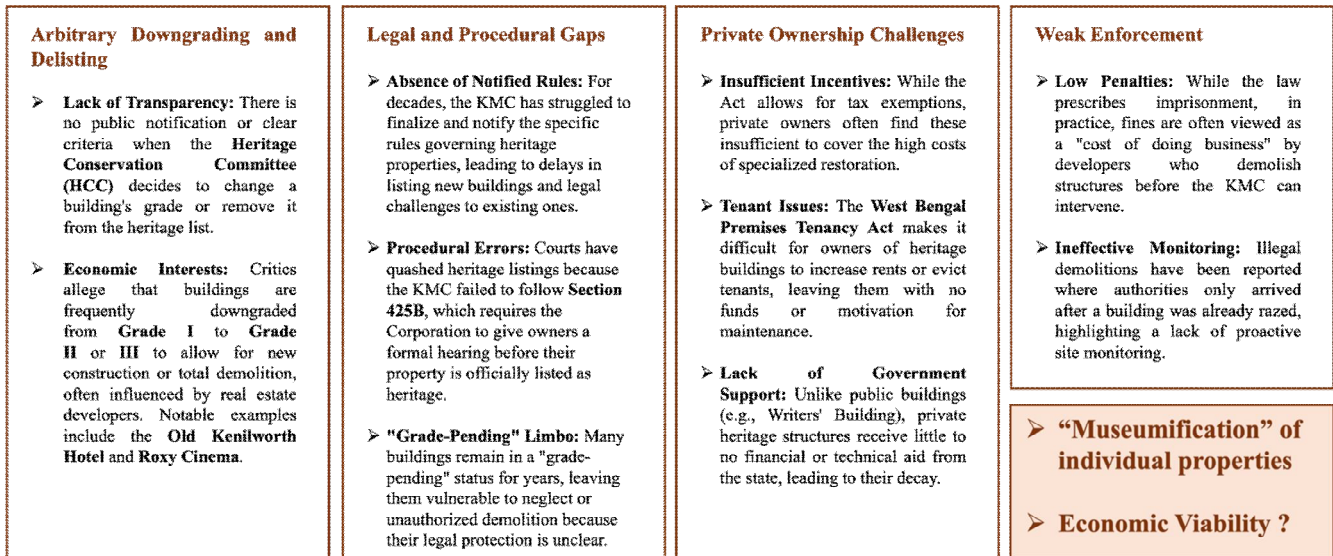 Arbitrary Downgrading and
Delisting
➢ Lack of Transparency: There is
no public notification or clear
criteria when the Heritage
Conservation Committee
(HCC) decides to change a
building's grade or remove it
from the heritage list.
➢ Economic Interests: Critics
allege that buildings are
frequently downgraded
from Grade I to Grade
II or III to allow for new
construction or total demolition,
often influenced by real estate
developers. Notable examples
include the Old Kenilworth
Hotel and Roxy Cinema.
Legal and Procedural Gaps
➢ Absence of Notified Rules: For
decades, the KMC has struggled to
finalize and notify the specific
rules governing heritage
properties, leading to delays in
listing new buildings and legal
challenges to existing ones.
➢ Procedural Errors: Courts have
quashed heritage listings because
the KMC failed to follow Section
425B, which requires the
Corporation to give owners a
formal hearing before their
property is officially listed as
heritage.
➢ "Grade-Pending" Limbo: Many
buildings remain in a "grade-
pending" status for years, leaving
them vulnerable to neglect or
unauthorized demolition because
their legal protection is unclear.
Private Ownership Challenges
➢ Insufficient Incentives: While the
Act allows for tax exemptions,
private owners often find these
insufficient to cover the high costs
of specialized restoration.
➢ Tenant Issues: The West Bengal
Premises Tenancy Act makes it
difficult for owners of heritage
buildings to increase rents or evict
tenants, leaving them with no
funds or motivation for
maintenance.
➢ Lack of Government
Support: Unlike public buildings
(e.g., Writers' Building), private
heritage structures receive little to
no financial or technical aid from
the state, leading to their decay.
Weak Enforcement
➢ Low Penalties: While the law
prescribes imprisonment, in
practice, fines are often viewed as
a "cost of doing business" by
developers who demolish
structures before the KMC can
intervene.
➢ Ineffective Monitoring: Illegal
demolitions have been reported
where authorities only arrived
after a building was already razed,
highlighting a lack of proactive
site monitoring.
➢ “Museumification” of
individual properties
➢ Economic Viability ?